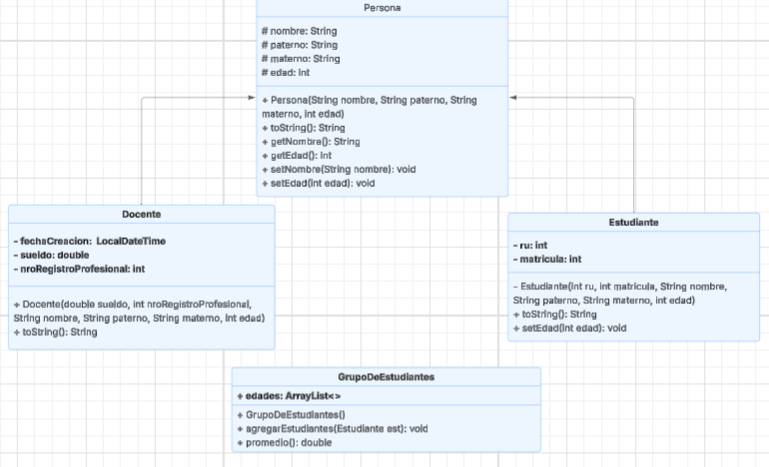 Persona
# nombre: String
# paterno: String
# materno: String
# edad: int
+ Persona(String nombre, String paterno, String
materno, int edad)
+ toString(): String
+ getNombre(): String
+ getEdad(): int
+ setNombre(String nombre): void
+ setEdad(int edad): void
Docente
- fechaCreacion: LocalDateTime
- sueldo: double
- nroRegistroProfesional: int
+ Docente(double sueldo, int nroRegistroProfesional,
String nombre, String paterno, String materno, int edad)
+ toString(): String
Estudiante
- ru: int
- matricula: int
- Estudiante(int ru, int matricula, String nombre,
String paterno, String materno, int edad)
+ toString(): String
+ setEdad(int edad): void
GrupoDeEstudiantes
+ edades: ArrayList<>
+ GrupoDeEstudiantes()
+ agregarEstudiantes(Estudiante est): void
+ promedio(): double